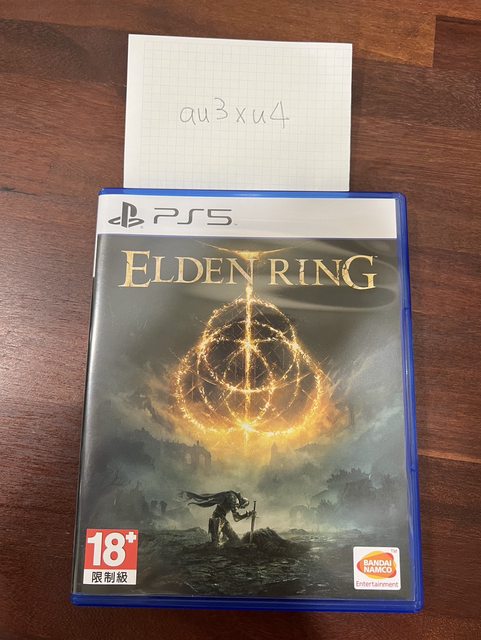 au3xu4
PS5
ELDEN RING
18+
限制級
BANDAI
NAMCO
Entertainment